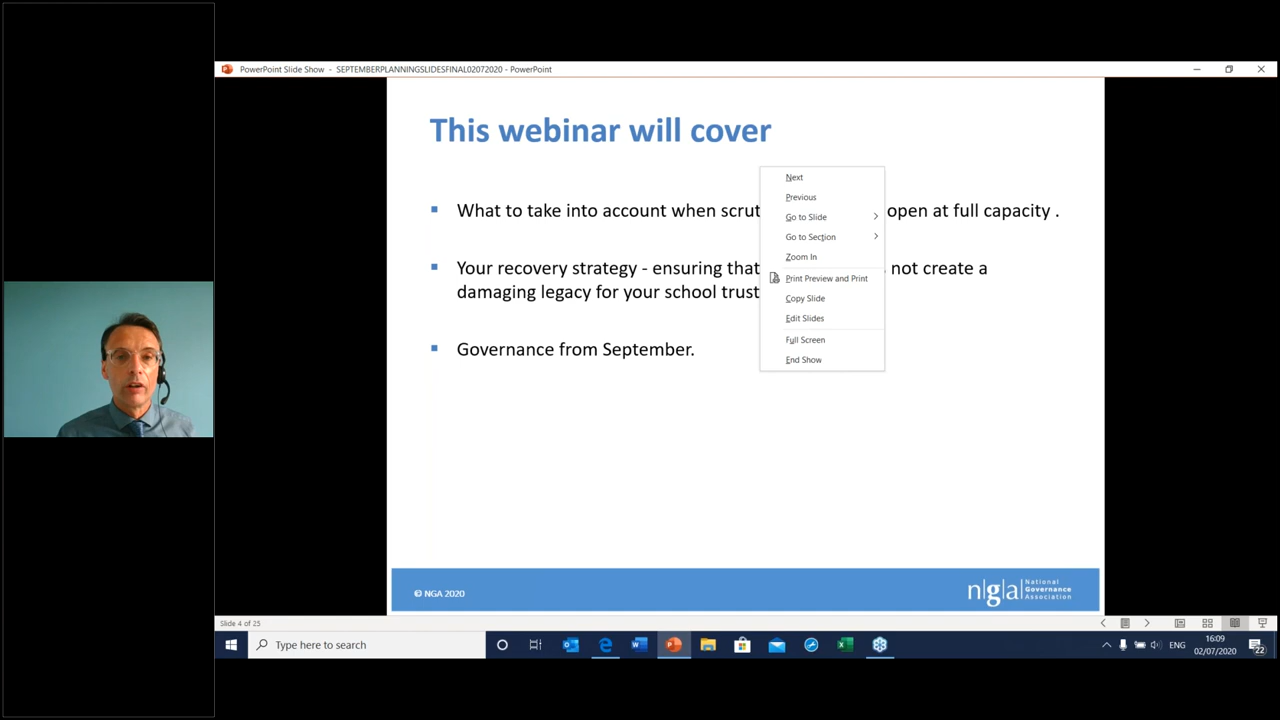 PowerPoint Slide Show - SEPTEMBERPLANNINGSLIDESFINAL02072020 - PowerPoint
This webinar will cover
What to take into account when scrut open at full capacity .
Your recovery strategy - ensuring that not create a
damaging legacy for your school trust
Governance from September.
Next
Previous
Go to Slide
Go to Section
Zoom In
Print Preview and Print
Copy Slide
Edit Slides
Full Screen
End Show
© NGA 2020
n|g|a National
Governance
Association
Slide 4 of 25
Type here to search
ENG
16:09
02/07/2020
22